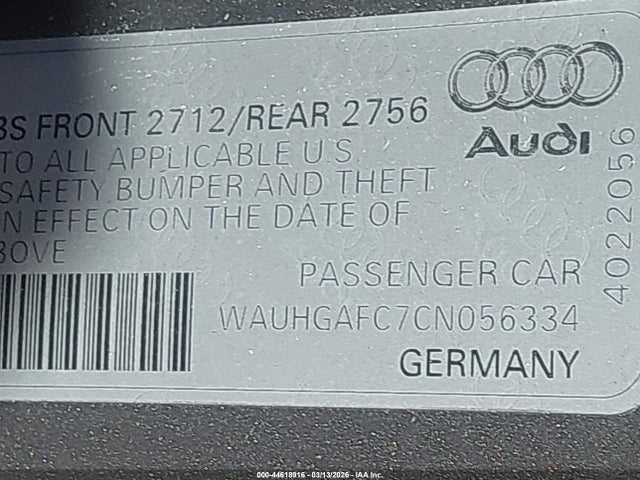 BS FRONT 2712/REAR 2756
TO ALL APPLICABLE U.S.
SAFETY, BUMPER AND THEFT
IN EFFECT ON THE DATE OF
BOVE
Audi
4022056
PASSENGER CAR
WAUHGAFC7CN056334
GERMANY
000-44618916 - 03/13/2026 - IAA Inc.